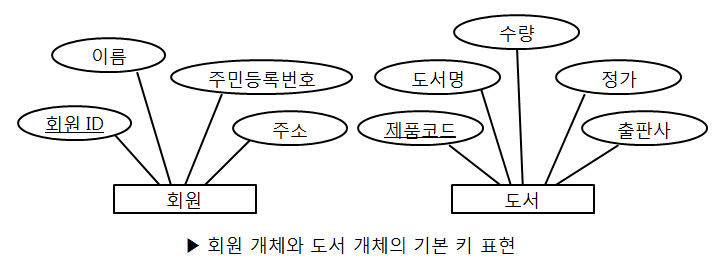 이름
주민등록번호
회원 ID
주소
회원
수량
도서명
정가
제품코드
출판사
도서
▶ 회원 개체와 도서 개체의 기본 키 표현